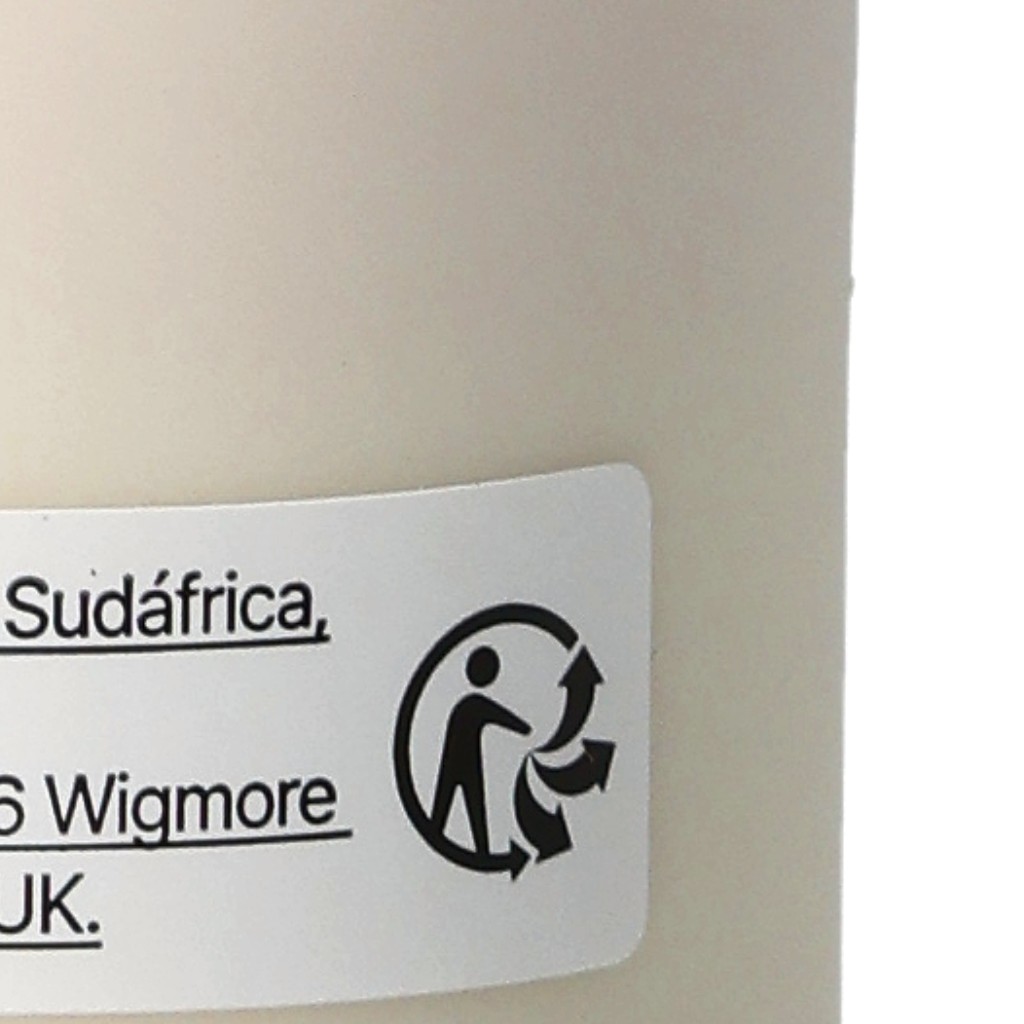 Sudáfrica,
6 Wigmore
UK.